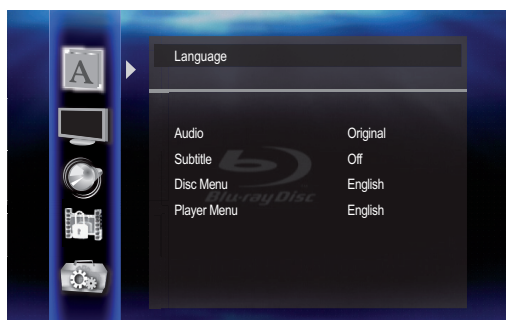 A
Language
Audio Original
Subtitle Off
Disc Menu English
Player Menu English
Blu-ray Disc